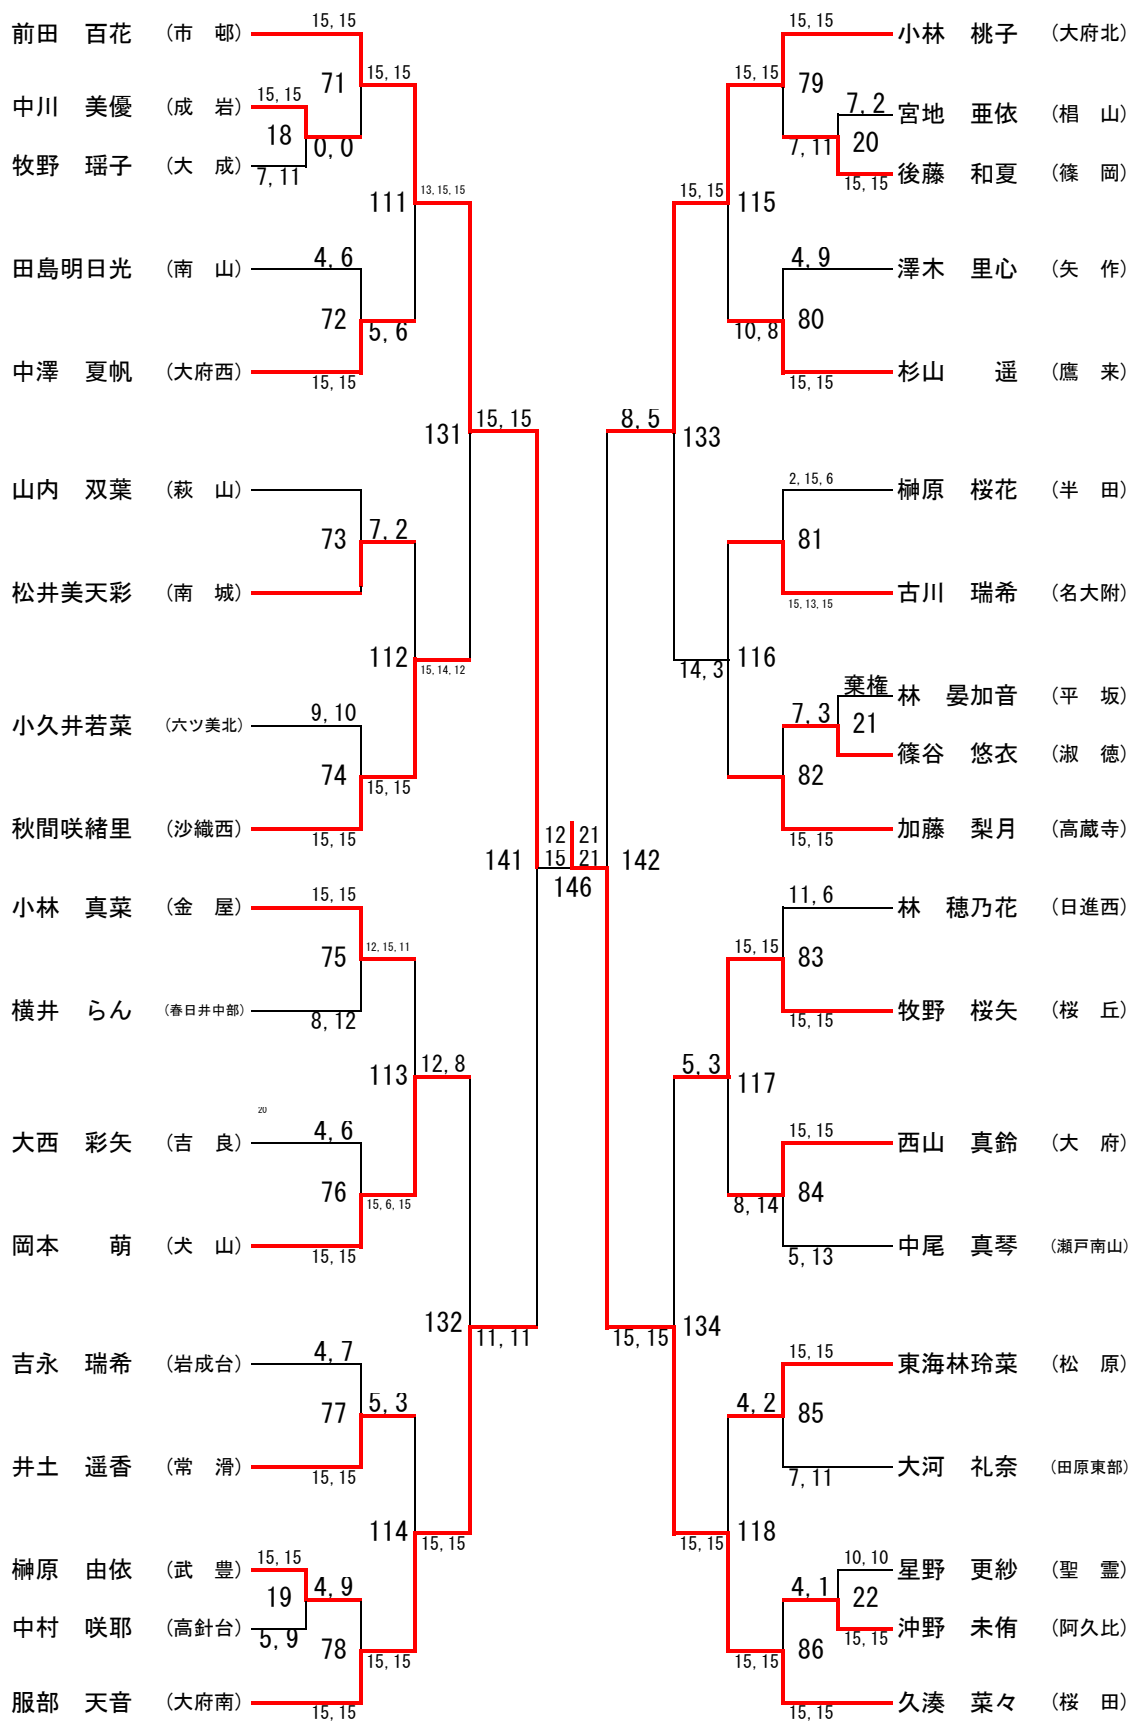 前田　百花　（市　邨）　15, 15
71　15, 15
中川　美優　（成　岩）　15, 15
18　0, 0
牧野　瑶子　（大　成）　7, 11
111　13, 15, 15
田島明日光　（南　山）　4, 6
72　5, 6
中澤　夏帆　（大府西）　15, 15
131　15, 15
山内　双葉　（萩　山）
73　7, 2
松井美天彩　（南　城）
112　15, 14, 12
小久井若菜　（六ツ美北）　9, 10
74　15, 15
秋間咲緒里　（沙織西）　15, 15
141
小林　真菜　（金　屋）　15, 15
75　12, 15, 11
横井　らん　（春日井中部）　8, 12
113　12, 8
20
大西　彩矢　（吉　良）　4, 6
76　15, 6, 15
岡本　　萌　（犬　山）　15, 15
132　11, 11
吉永　瑞希　（岩成台）　4, 7
77　5, 3
井土　遥香　（常　滑）　15, 15
114　15, 15
榊原　由依　（武　豊）　15, 15
19　4, 9
中村　咲耶　（高針台）　5, 9
78　15, 15
服部　天音　（大府南）　15, 15
12　21
15　21
146
15, 15　小林　桃子　（大府北）
15, 15　79
7, 2　宮地　亜依　（椙　山）
7, 11　20
15, 15　後藤　和夏　（篠　岡）
15, 15　115
4, 9　澤木　里心　（矢　作）
10, 8　80
15, 15　杉山　　遥　（鷹　来）
8, 5　133
2, 15, 6　榊原　桜花　（半　田）
81
15, 13, 15　古川　瑞希　（名大附）
14, 3　116
棄権　林　晏加音　（平　坂）
7, 3　21
篠谷　悠衣　（淑　徳）
82
15, 15　加藤　梨月　（高蔵寺）
142
11, 6　林　穂乃花　（日進西）
15, 15　83
15, 15　牧野　桜矢　（桜　丘）
5, 3　117
15, 15　西山　真鈴　（大　府）
8, 14　84
5, 13　中尾　真琴　（瀬戸南山）
15, 15　134
15, 15　東海林玲菜　（松　原）
4, 2　85
7, 11　大河　礼奈　（田原東部）
15, 15　118
10, 10　星野　更紗　（聖　霊）
4, 1　22
15, 15　沖野　未侑　（阿久比）
15, 15　86
15, 15　久湊　菜々　（桜　田）